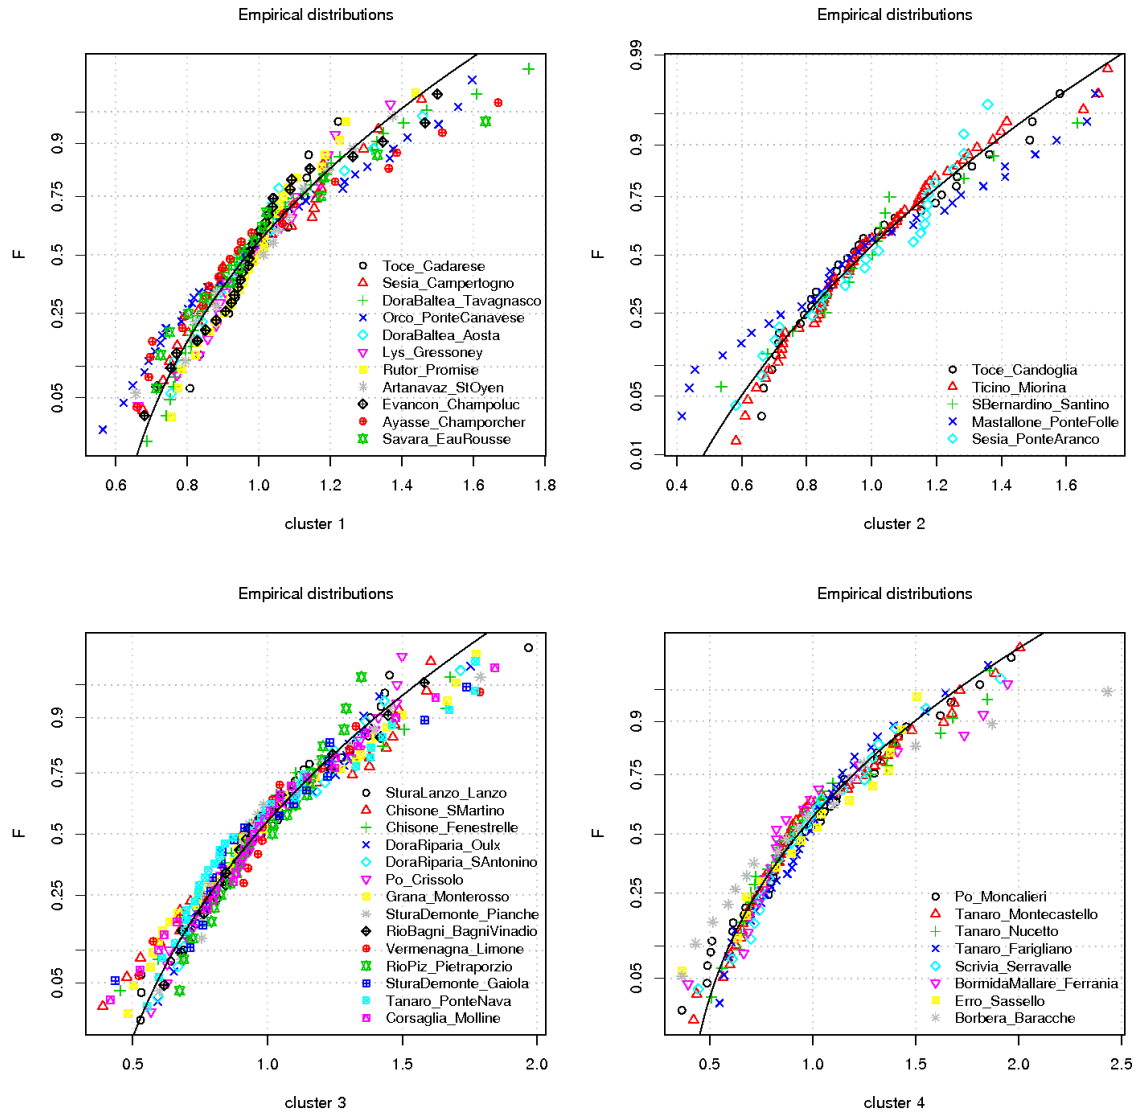 Empirical distributions
F
0.05
0.25
0.5
0.75
0.9
0.6
0.8
1.0
1.2
1.4
1.6
1.8
cluster 1
Toce_Cadarese
Sesia_Campertogno
DoraBaltea_Tavagnasco
Orco_PonteCanavese
DoraBaltea_Aosta
Lys_Gressoney
Rutor_Promise
Artanavaz_StOyen
Evancon_Champoluc
Ayasse_Champorcher
Savara_EauRousse
Empirical distributions
F
0.01
0.05
0.25
0.5
0.75
0.9
0.99
0.4
0.6
0.8
1.0
1.2
1.4
1.6
cluster 2
Toce_Candoglia
Ticino_Miorina
SBernardino_Santino
Mastallone_PonteFolle
Sesia_PonteAranco
Empirical distributions
F
0.05
0.25
0.5
0.75
0.9
0.5
1.0
1.5
2.0
cluster 3
SturaLanzo_Lanzo
Chisone_SMartino
Chisone_Fenestrelle
DoraRiparia_Oulx
DoraRiparia_SAntonino
Po_Crissolo
Grana_Monterosso
SturaDemonte_Pianche
RioBagni_BagniVinadio
Vermenagna_Limone
RioPiz_Pietraporzio
SturaDemonte_Gaiola
Tanaro_PonteNava
Corsaglia_Molline
Empirical distributions
F
0.05
0.25
0.5
0.75
0.9
0.5
1.0
1.5
2.0
2.5
cluster 4
Po_Moncalieri
Tanaro_Montecastello
Tanaro_Nucetto
Tanaro_Farigliano
Scrivia_Serravalle
BormidaMallare_Ferrania
Erro_Sassello
Borbera_Baracche